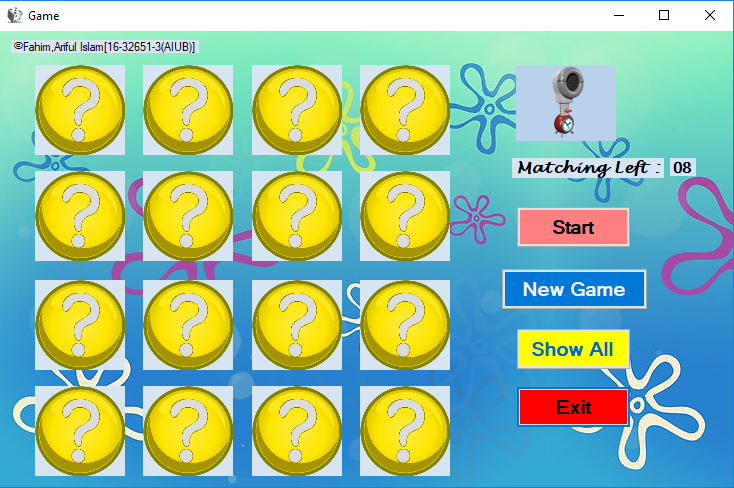 Game
©Fahim,Ariful Islam[16-32651-3(AIUB)]
? ? ? ?
Matching Left : 08
? ? ? ?
Start
New Game
? ? ? ?
Show All
Exit
? ? ? ?